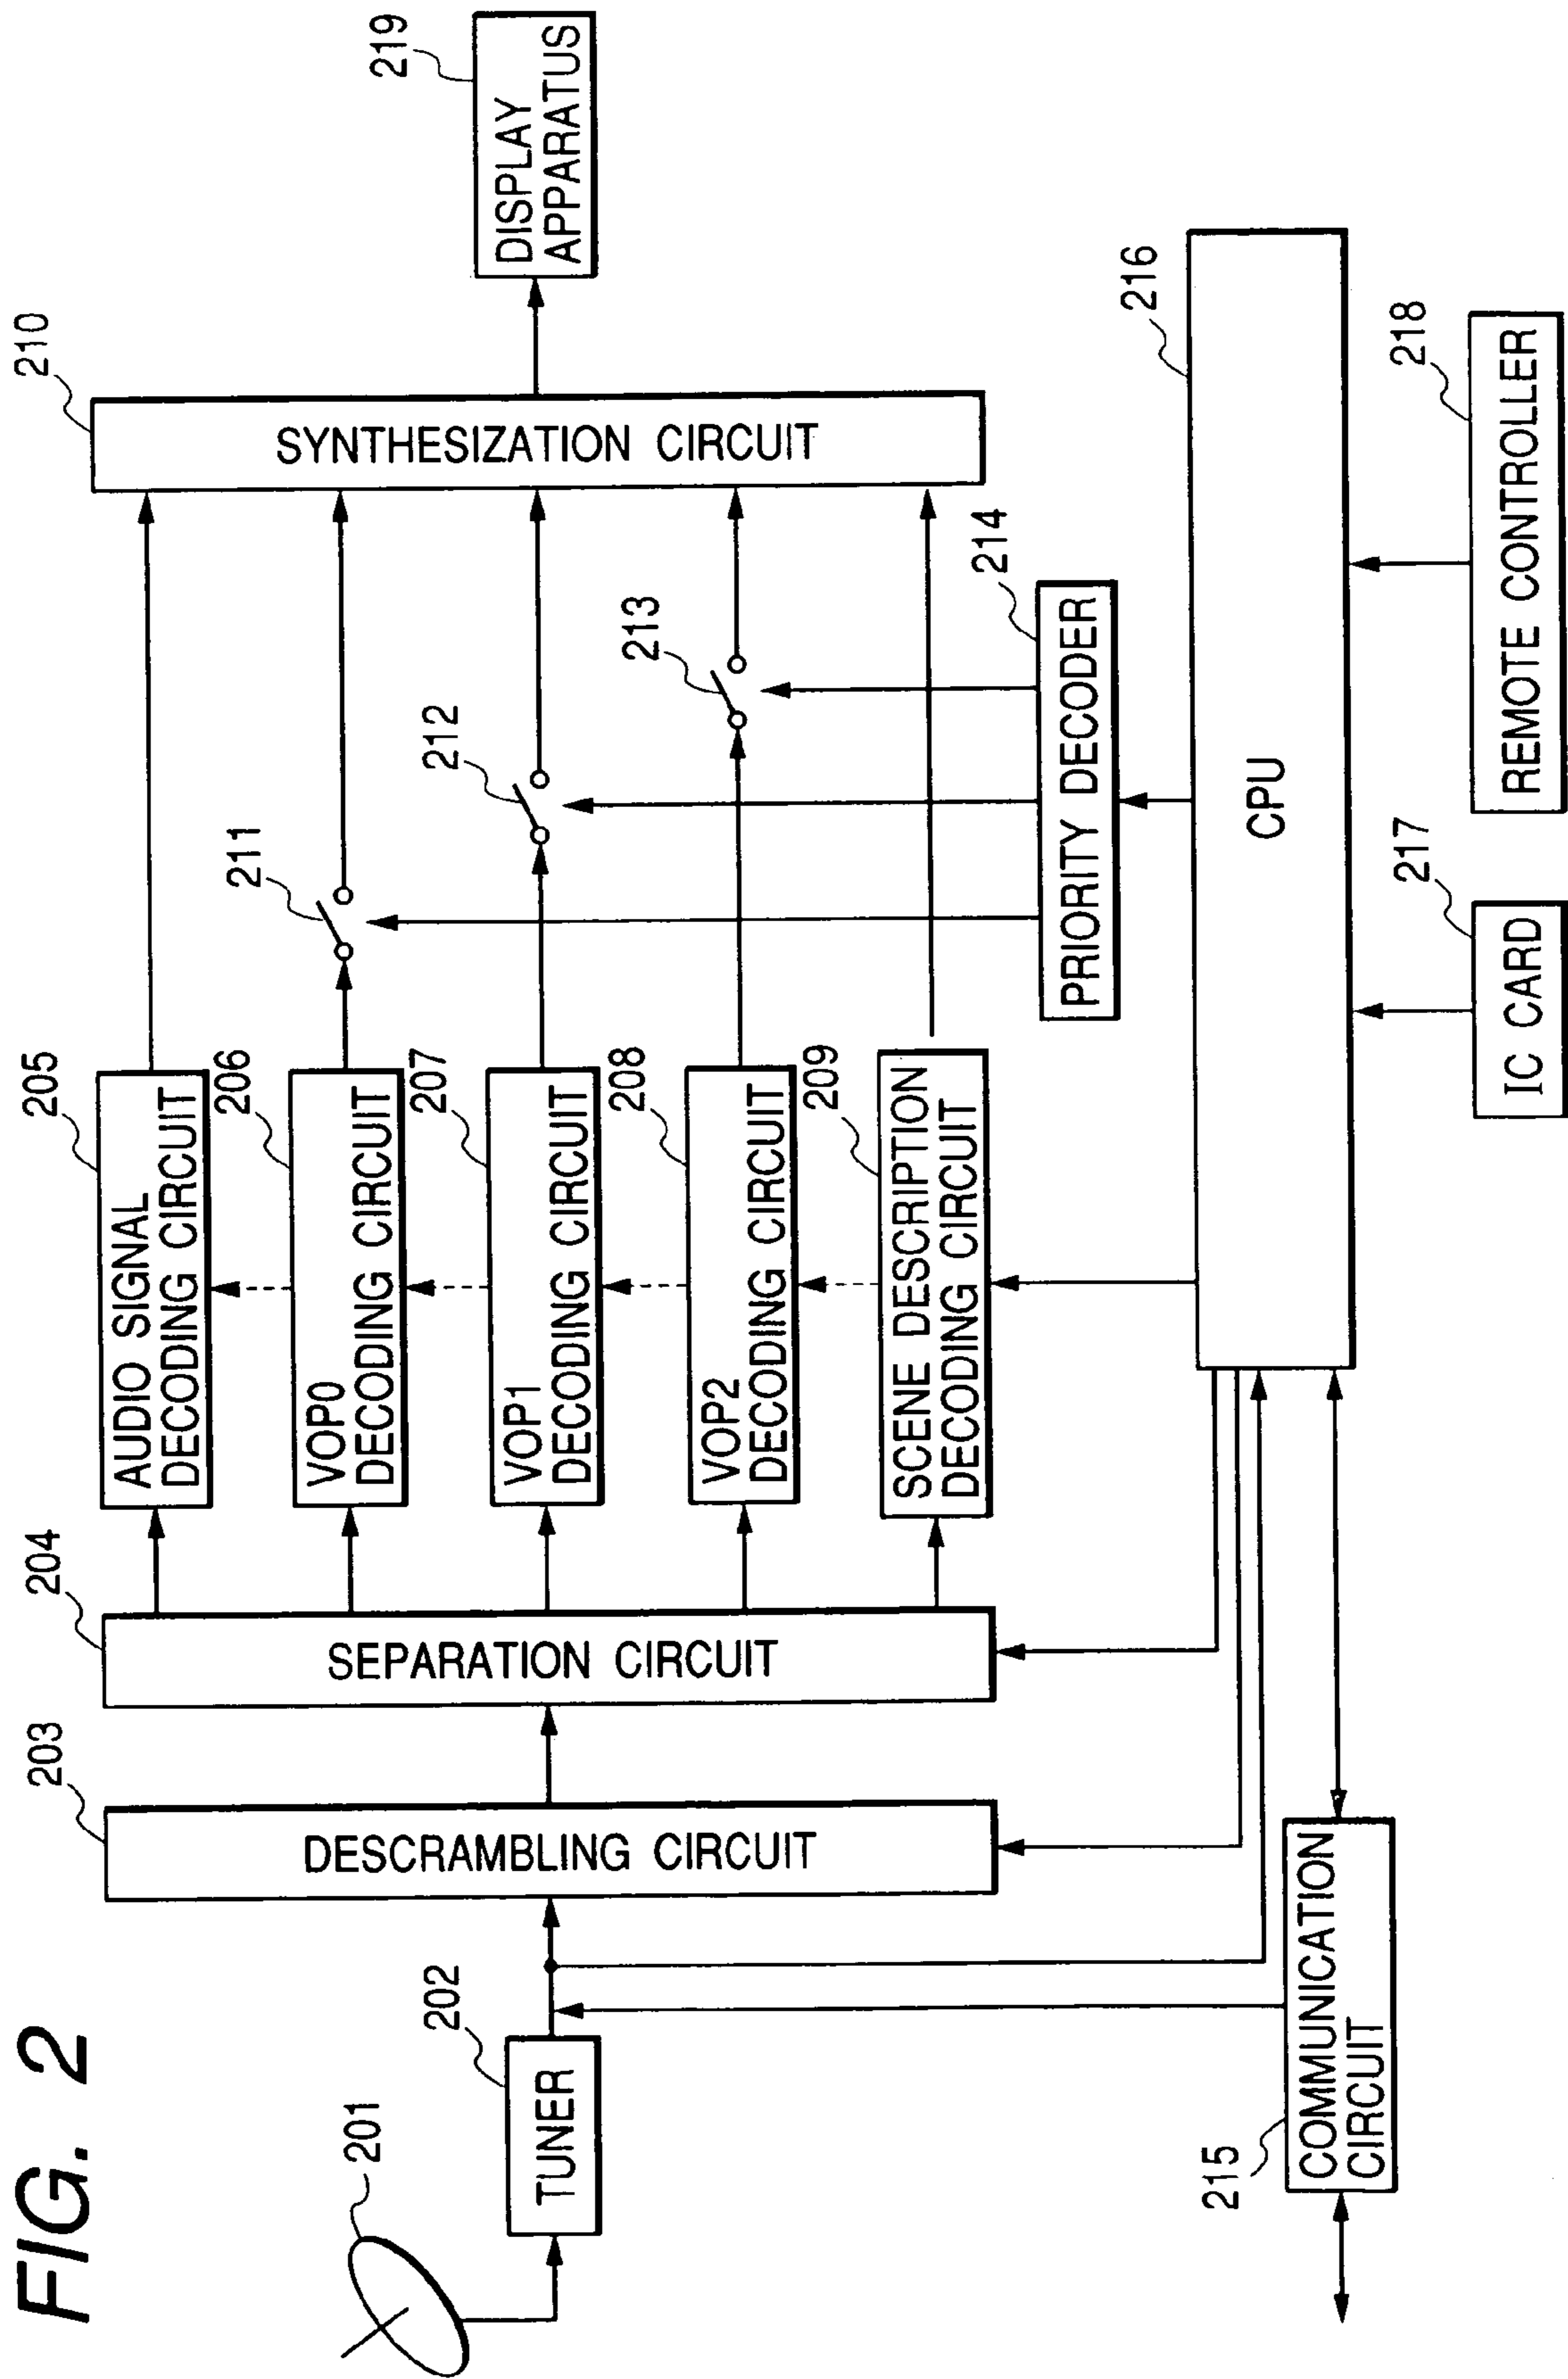 FIG. 2
201
202
TUNER
203
DESCRAMBLING CIRCUIT
204
SEPARATION CIRCUIT
205
AUDIO SIGNAL
DECODING CIRCUIT
206
VOP0
DECODING CIRCUIT
207
VOP1
DECODING CIRCUIT
208
VOP2
DECODING CIRCUIT
209
SCENE DESCRIPTION
DECODING CIRCUIT
211
212
213
210
SYNTHESIZATION CIRCUIT
219
DISPLAY
APPARATUS
214
PRIORITY DECODER
215
COMMUNICATION
CIRCUIT
216
CPU
217
IC CARD
218
REMOTE CONTROLLER